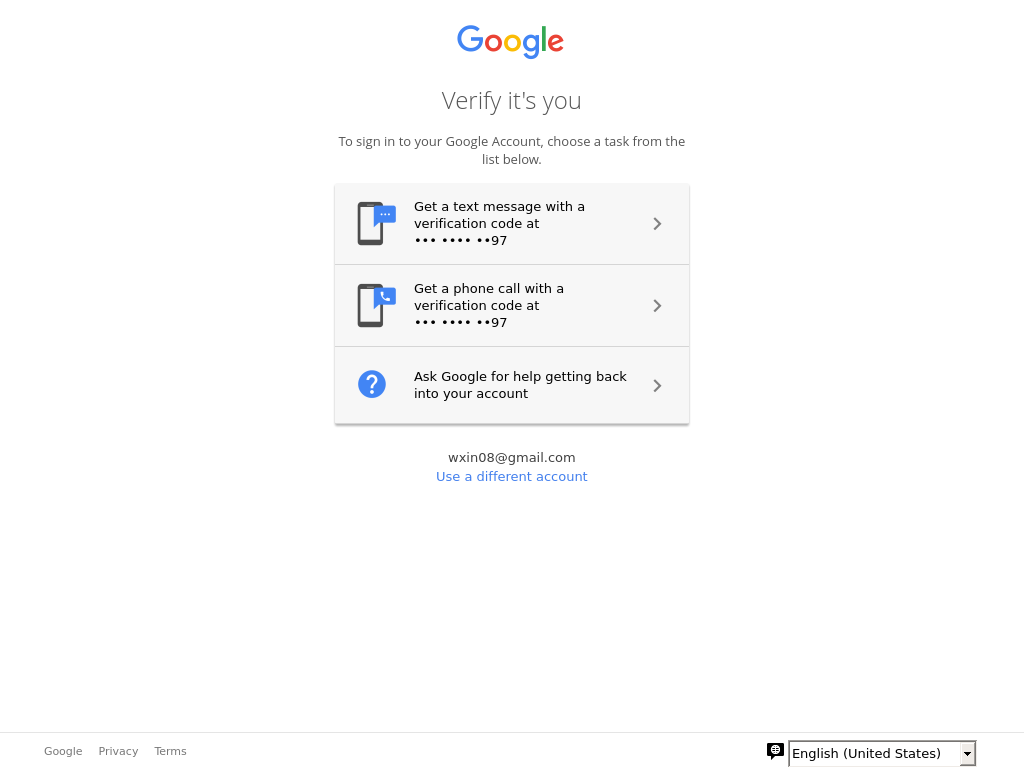 Google
Verify it's you
To sign in to your Google Account, choose a task from the
list below.
Get a text message with a
verification code at
••• •••• ••97
Get a phone call with a
verification code at
••• •••• ••97
Ask Google for help getting back
into your account
wxin08@gmail.com
Use a different account
Google Privacy Terms
English (United States)